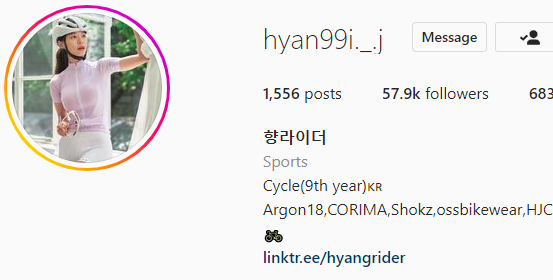 hyan99i._.j
Message
1,556 posts 57.9k followers 683
향라이더
Sports
Cycle(9th year)🇰🇷
Argon18,CORIMA,Shokz,ossbikewear,HJC
🚲
linktr.ee/hyangrider